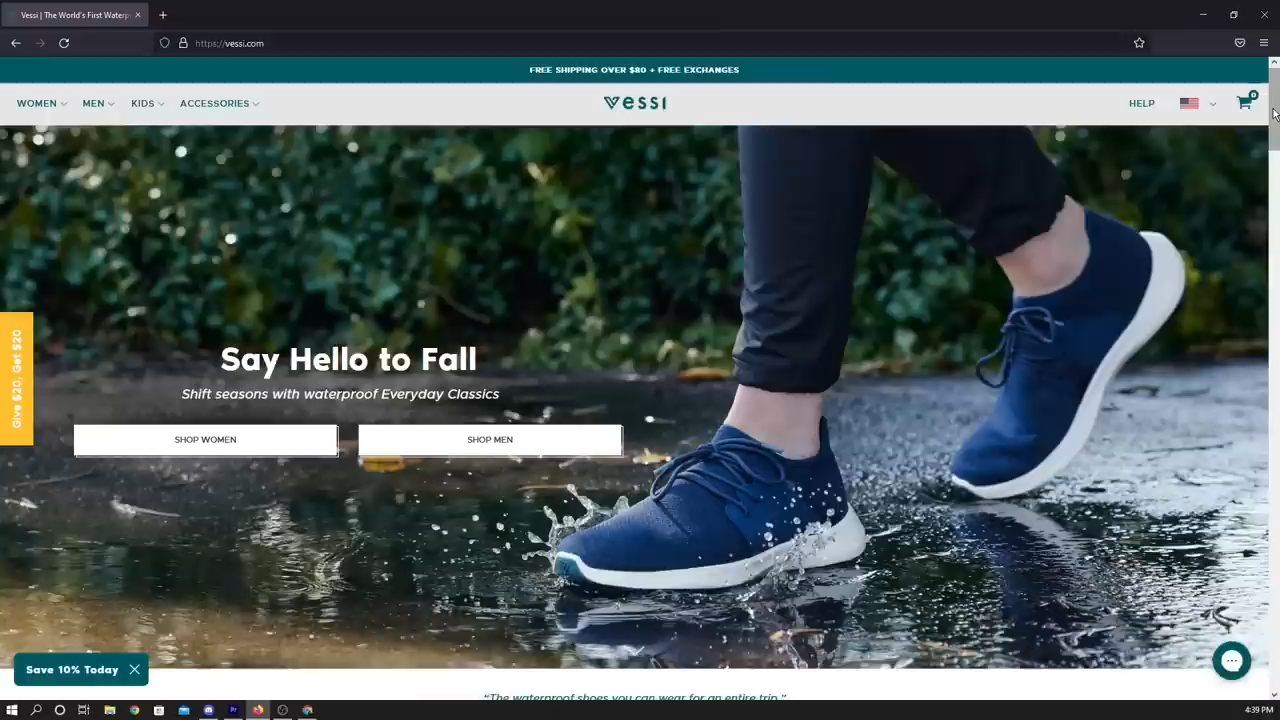 Vessi | The World's First Waterp
https://vessi.com
FREE SHIPPING OVER $80 + FREE EXCHANGES
WOMEN MEN KIDS ACCESSORIES
vessi
HELP
0
Say Hello to Fall
Shift seasons with waterproof Everyday Classics
SHOP WOMEN
SHOP MEN
Give $20, Get $20
Save 10% Today
"The waterproof shoes you can wear for an entire trip."
Pr
4:39 PM